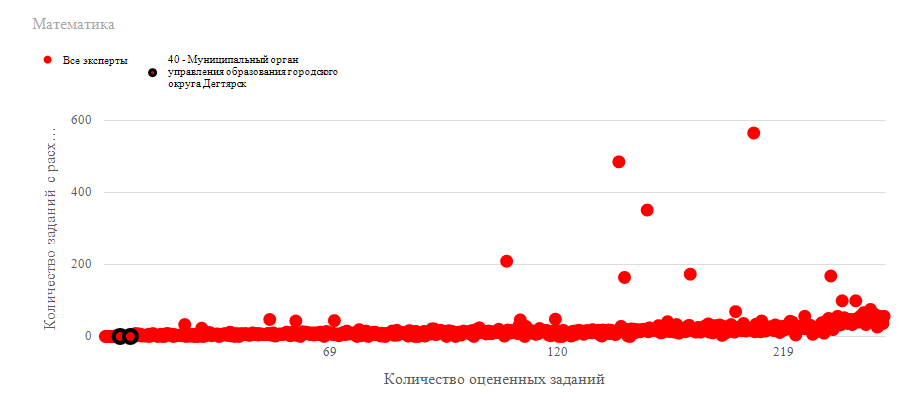 Математика
Все эксперты
40 - Муниципальный орган
управления образования городского
округа Дегтярск
Количество заданий с расх...
600
400
200
0
69
120
219
Количество оцененных заданий